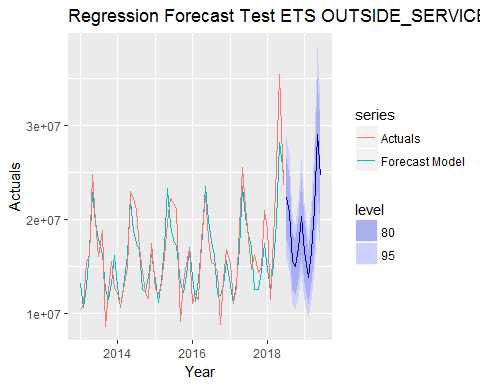 Regression Forecast Test ETS OUTSIDE_SERVICE
3e+07
2e+07
1e+07
Actuals
2014
2016
2018
Year
series
Actuals
Forecast Model
level
80
95